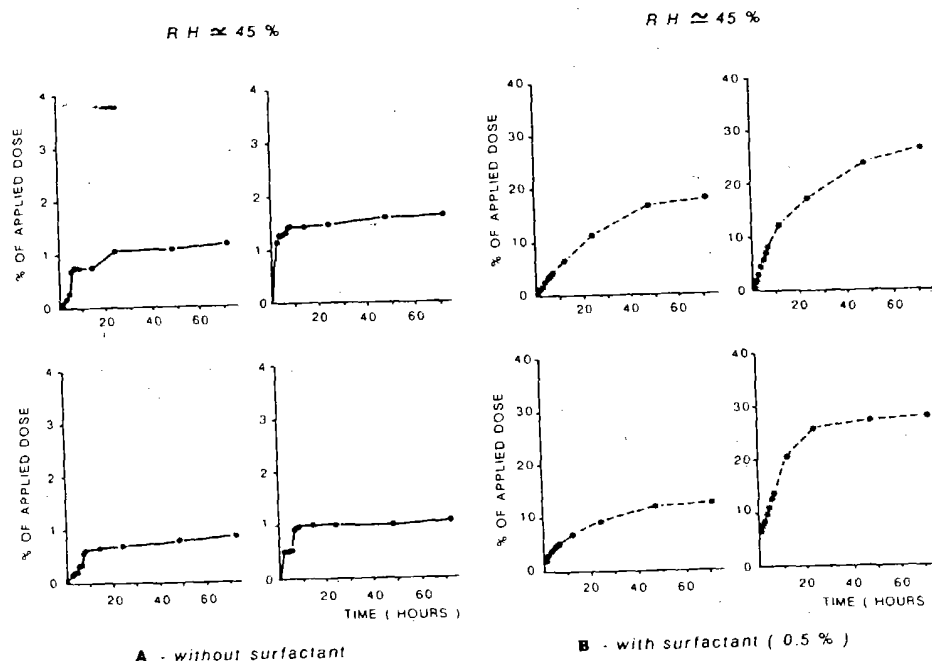 R H ≃ 45 %
R H ≃ 45 %
% OF APPLIED DOSE
4
3
2
1
0
20 40 60
4
3
2
1
0
20 40 60
% OF APPLIED DOSE
40
30
20
10
0
20 40 60
40
30
20
10
0
20 40 60
% OF APPLIED DOSE
4
3
2
1
0
20 40 60
4
3
2
1
0
20 40 60
TIME ( HOURS )
% OF APPLIED DOSE
40
30
20
10
0
20 40 60
40
30
20
10
0
20 40 60
TIME ( HOURS
A - without surfactant
B - with surfactant ( 0.5 % )